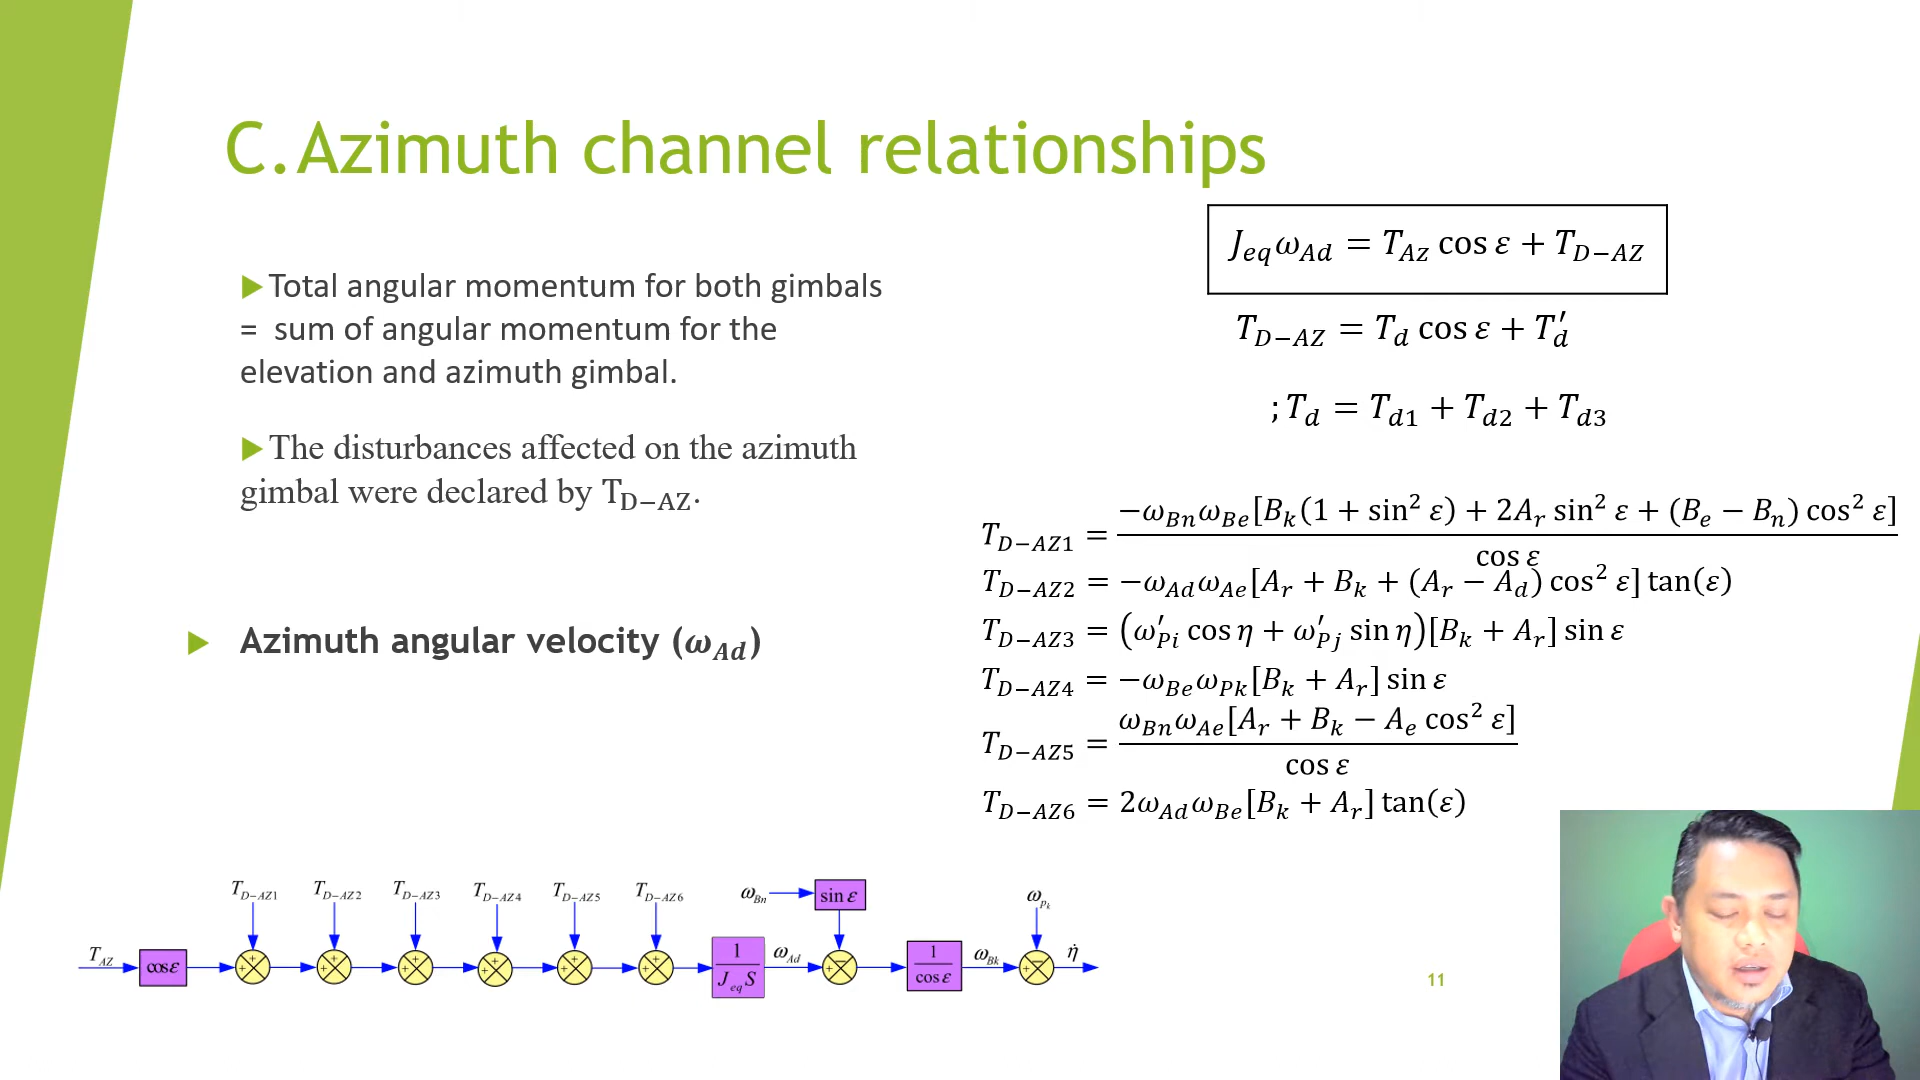 C. Azimuth channel relationships
▶Total angular momentum for both gimbals
= sum of angular momentum for the
elevation and azimuth gimbal.
▶The disturbances affected on the azimuth
gimbal were declared by T_{D−AZ}.
▶ Azimuth angular velocity (ω_{Ad})
J_{eq}ω_{Ad} = T_{Az} cos ε + T_{D−AZ}
T_{D−AZ} = T_d cos ε + T_d′
; T_d = T_{d1} + T_{d2} + T_{d3}
T_{D−AZ1} = −ω_{Bn}ω_{Be}[B_k(1 + sin² ε) + 2A_r sin² ε + (B_e − B_n) cos² ε] / cos ε
T_{D−AZ2} = −ω_{Ad}ω_{Ae}[A_r + B_k + (A_r − A_d) cos² ε] tan(ε)
T_{D−AZ3} = (ω′_{Pi} cos η + ω′_{Pj} sin η)[B_k + A_r] sin ε
T_{D−AZ4} = −ω_{Be}ω_{Pk}[B_k + A_r] sin ε
T_{D−AZ5} = ω_{Bn}ω_{Ae}[A_r + B_k − A_e cos² ε] / cos ε
T_{D−AZ6} = 2ω_{Ad}ω_{Be}[B_k + A_r] tan(ε)
T_{D−AZ1} T_{D−AZ2} T_{D−AZ3} T_{D−AZ4} T_{D−AZ5} T_{D−AZ6} ω_{Bn} sin ε ω_{p_k}
T_{AZ} cos ε 1 / J_{eq} S ω_{Ad} 1 / cos ε ω_{Bk} η̇
11